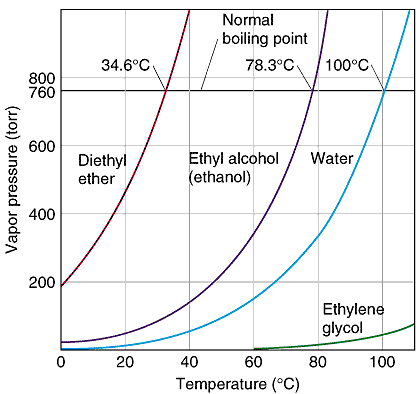 Normal
boiling point
34.6°C
78.3°C
100°C
800
760
600
400
200
Vapor pressure (torr)
Diethyl
ether
Ethyl alcohol
(ethanol)
Water
Ethylene
glycol
0
20
40
60
80
100
Temperature (°C)